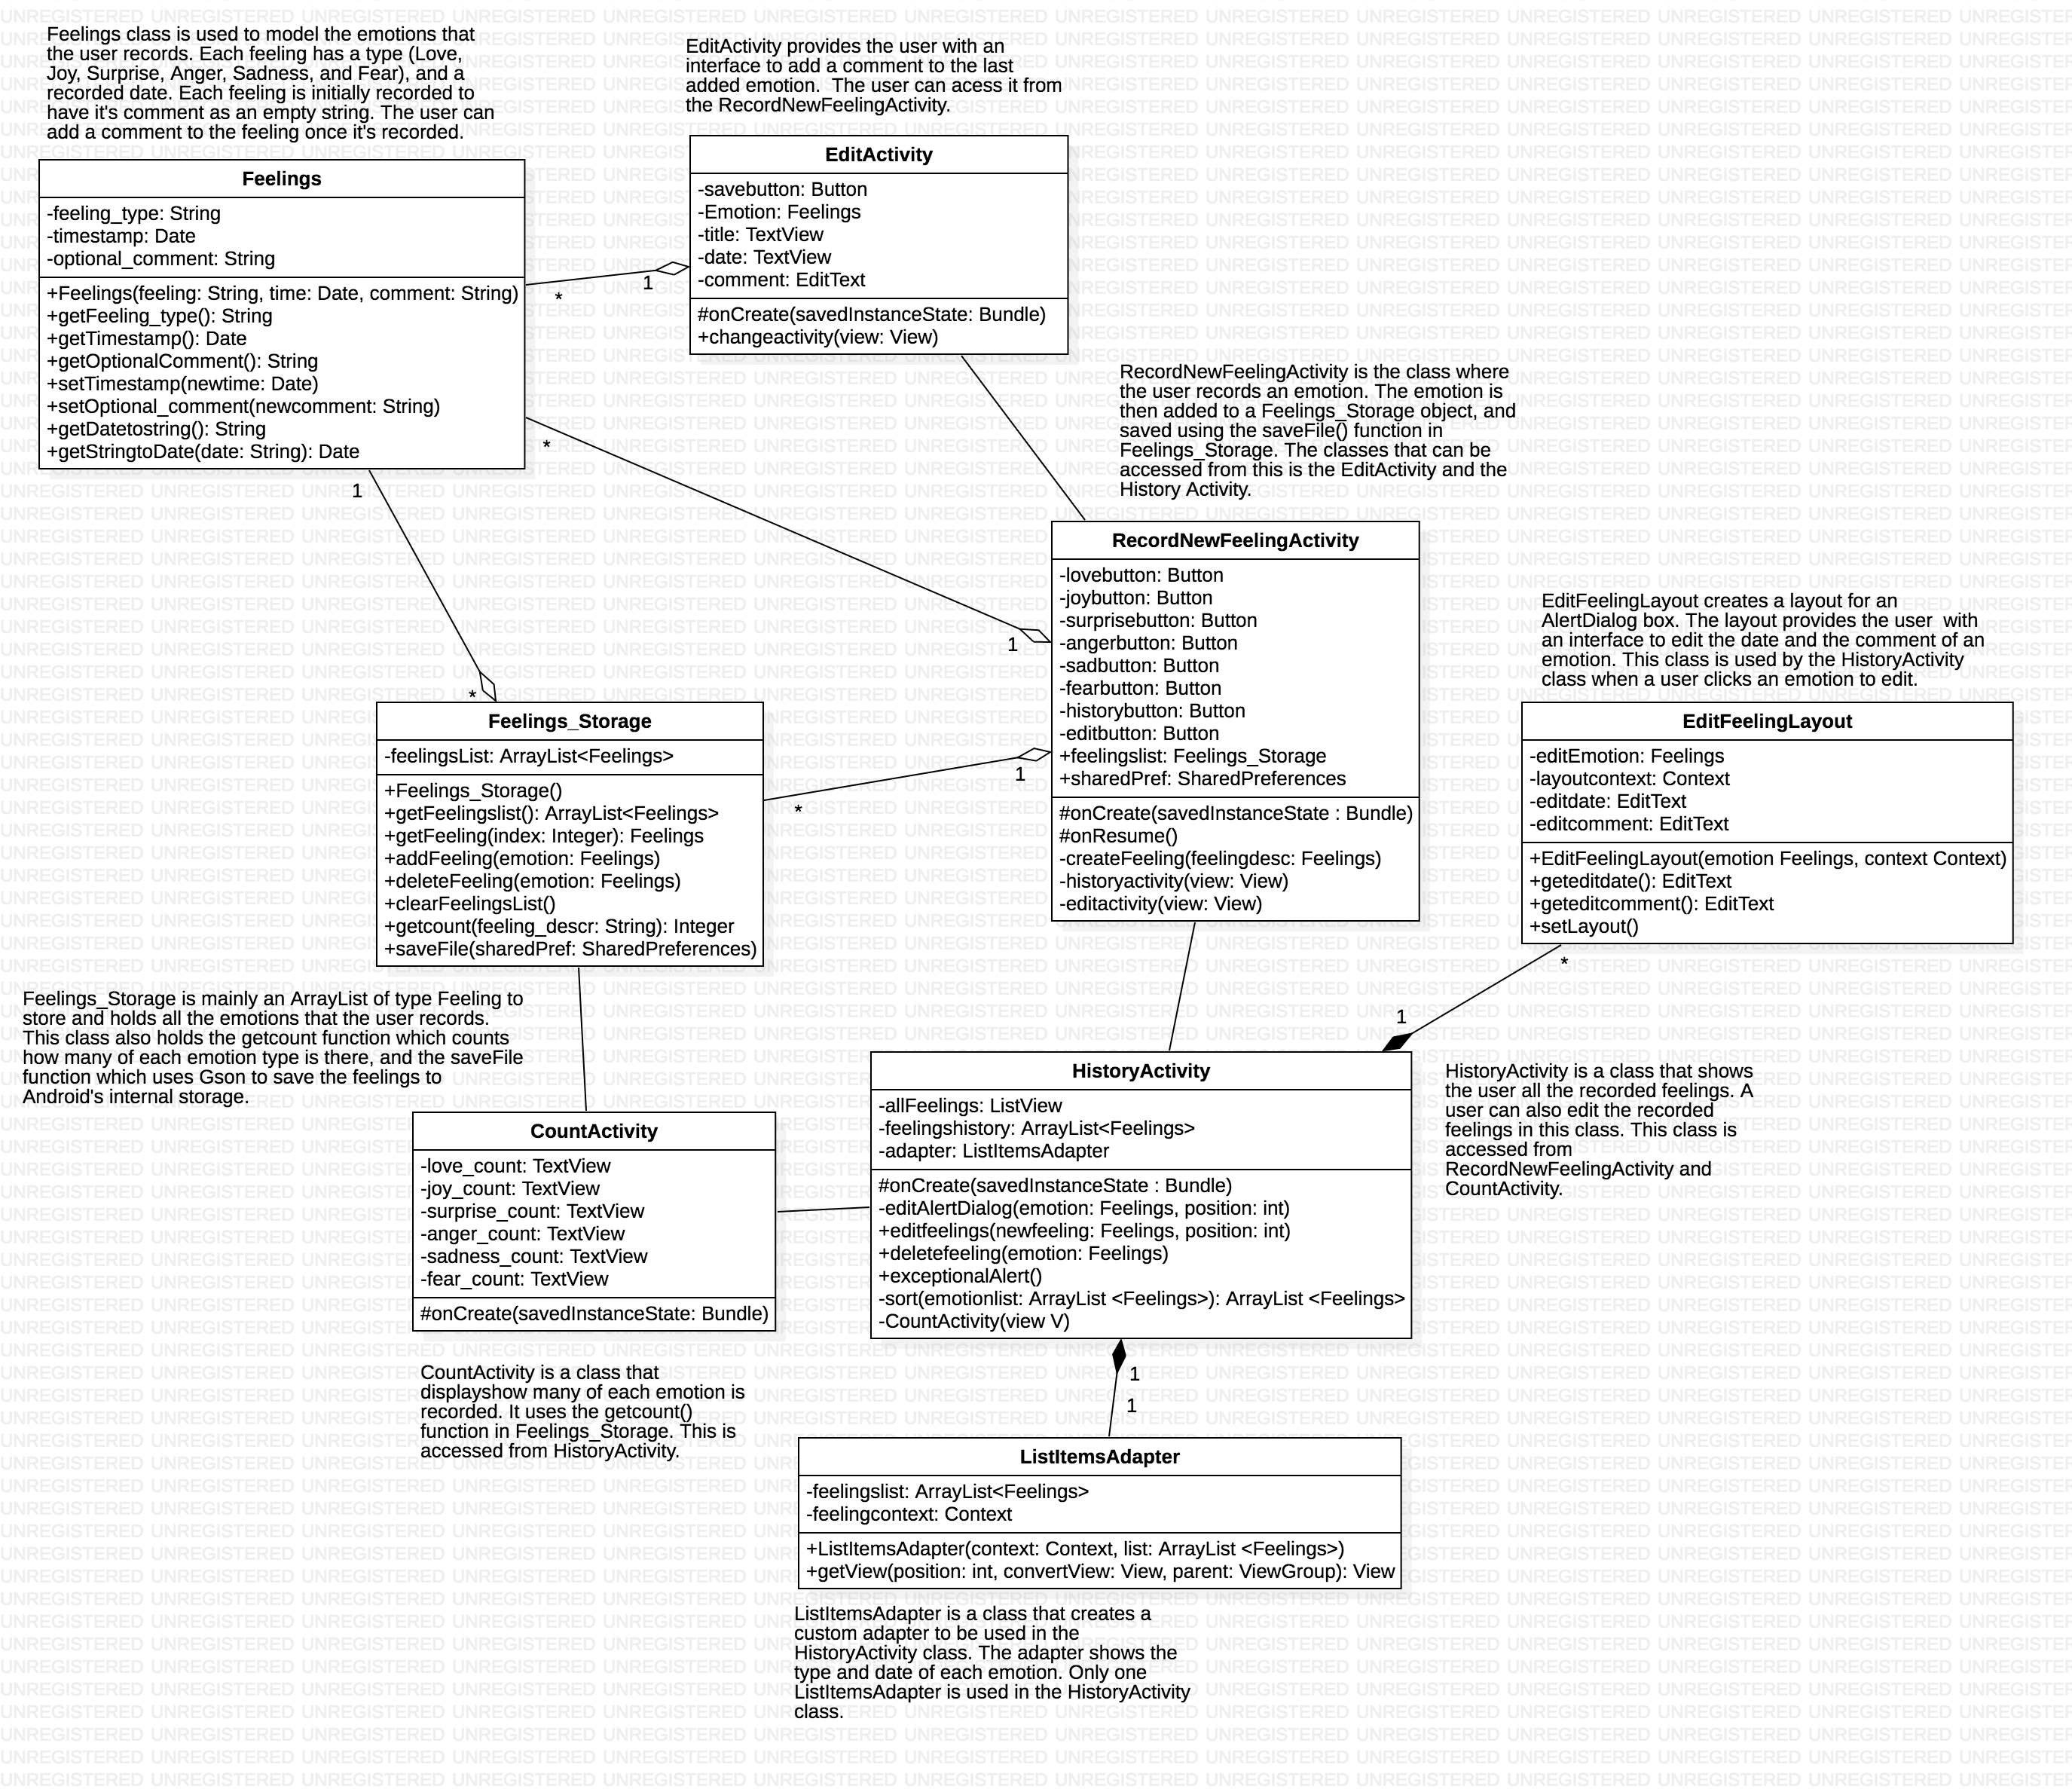 Feelings class is used to model the emotions that
the user records. Each feeling has a type (Love,
Joy, Surprise, Anger, Sadness, and Fear), and a
recorded date. Each feeling is initially recorded to
have it's comment as an empty string. The user can
add a comment to the feeling once it's recorded.
Feelings
-feeling_type: String
-timestamp: Date
-optional_comment: String
+Feelings(feeling: String, time: Date, comment: String)
+getFeeling_type(): String
+getTimestamp(): Date
+getOptionalComment(): String
+setTimestamp(newtime: Date)
+setOptional_comment(newcomment: String)
+getDatetostring(): String
+getStringtoDate(date: String): Date
EditActivity provides the user with an
interface to add a comment to the last
added emotion.  The user can acess it from
the RecordNewFeelingActivity.
EditActivity
-savebutton: Button
-Emotion: Feelings
-title: TextView
-date: TextView
-comment: EditText
#onCreate(savedInstanceState: Bundle)
+changeactivity(view: View)
*
1
*
1
1
*
*
1
RecordNewFeelingActivity is the class where
the user records an emotion. The emotion is
then added to a Feelings_Storage object, and
saved using the saveFile() function in
Feelings_Storage. The classes that can be
accessed from this is the EditActivity and the
History Activity.
RecordNewFeelingActivity
-lovebutton: Button
-joybutton: Button
-surprisebutton: Button
-angerbutton: Button
-sadbutton: Button
-fearbutton: Button
-historybutton: Button
-editbutton: Button
+feelingslist: Feelings_Storage
+sharedPref: SharedPreferences
#onCreate(savedInstanceState : Bundle)
#onResume()
-createFeeling(feelingdesc: Feelings)
-historyactivity(view: View)
-editactivity(view: View)
EditFeelingLayout creates a layout for an
AlertDialog box. The layout provides the user  with
an interface to edit the date and the comment of an
emotion. This class is used by the HistoryActivity
class when a user clicks an emotion to edit.
EditFeelingLayout
-editEmotion: Feelings
-layoutcontext: Context
-editdate: EditText
-editcomment: EditText
+EditFeelingLayout(emotion Feelings, context Context)
+geteditdate(): EditText
+geteditcomment(): EditText
+setLayout()
*
1
Feelings_Storage
-feelingsList: ArrayList<Feelings>
+Feelings_Storage()
+getFeelingslist(): ArrayList<Feelings>
+getFeeling(index: Integer): Feelings
+addFeeling(emotion: Feelings)
+deleteFeeling(emotion: Feelings)
+clearFeelingsList()
+getcount(feeling_descr: String): Integer
+saveFile(sharedPref: SharedPreferences)
Feelings_Storage is mainly an ArrayList of type Feeling to
store and holds all the emotions that the user records.
This class also holds the getcount function which counts
how many of each emotion type is there, and the saveFile
function which uses Gson to save the feelings to
Android's internal storage.
CountActivity
-love_count: TextView
-joy_count: TextView
-surprise_count: TextView
-anger_count: TextView
-sadness_count: TextView
-fear_count: TextView
#onCreate(savedInstanceState: Bundle)
CountActivity is a class that
displayshow many of each emotion is
recorded. It uses the getcount()
function in Feelings_Storage. This is
accessed from HistoryActivity.
HistoryActivity
-allFeelings: ListView
-feelingshistory: ArrayList<Feelings>
-adapter: ListItemsAdapter
#onCreate(savedInstanceState : Bundle)
-editAlertDialog(emotion: Feelings, position: int)
+editfeelings(newfeeling: Feelings, position: int)
+deletefeeling(emotion: Feelings)
+exceptionalAlert()
-sort(emotionlist: ArrayList <Feelings>): ArrayList <Feelings>
-CountActivity(view V)
HistoryActivity is a class that shows
the user all the recorded feelings. A
user can also edit the recorded
feelings in this class. This class is
accessed from
RecordNewFeelingActivity and
CountActivity.
1
1
ListItemsAdapter
-feelingslist: ArrayList<Feelings>
-feelingcontext: Context
+ListItemsAdapter(context: Context, list: ArrayList <Feelings>)
+getView(position: int, convertView: View, parent: ViewGroup): View
ListItemsAdapter is a class that creates a
custom adapter to be used in the
HistoryActivity class. The adapter shows the
type and date of each emotion. Only one
ListItemsAdapter is used in the HistoryActivity
class.
UNREGISTERED